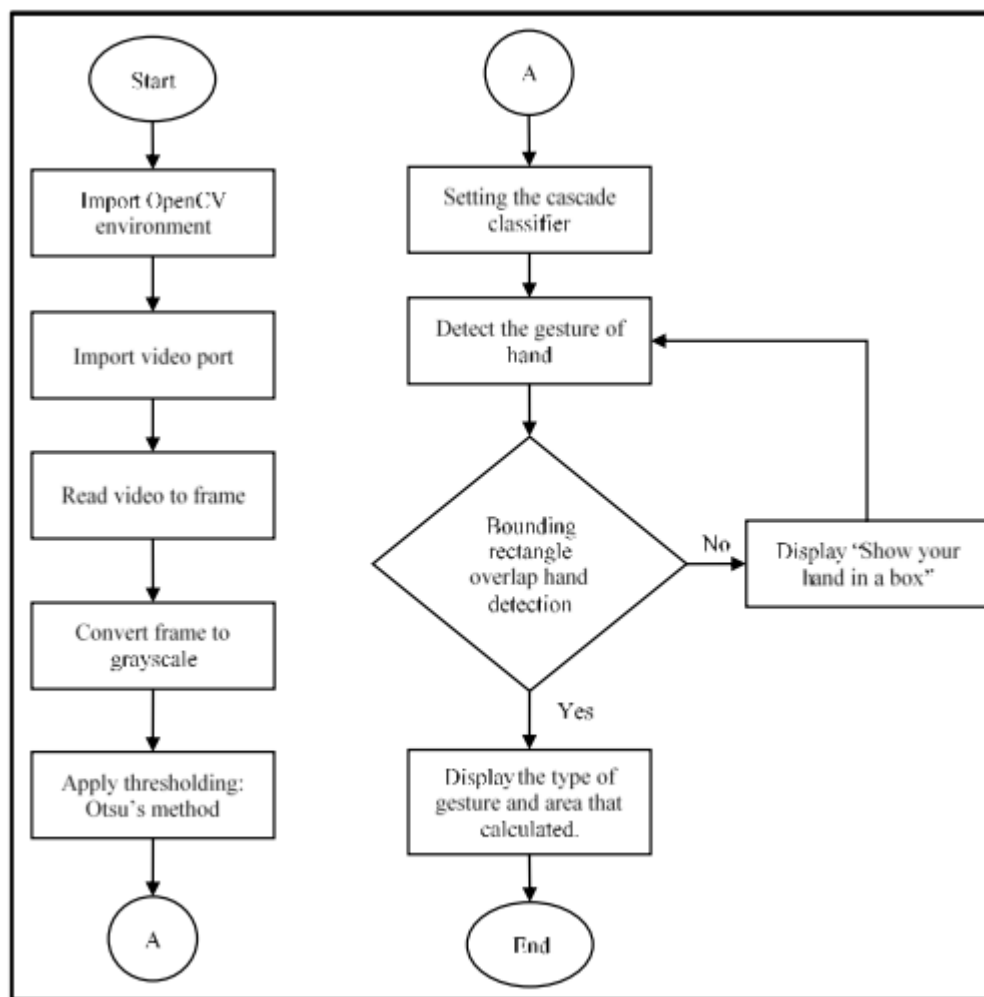 Start
Import OpenCV
environment
Import video port
Read video to frame
Convert frame to
grayscale
Apply thresholding:
Otsu's method
A
A
Setting the cascade
classifier
Detect the gesture of
hand
Bounding
rectangle
overlap hand
detection
No
Display “Show your
hand in a box”
Yes
Display the type of
gesture and area that
calculated.
End